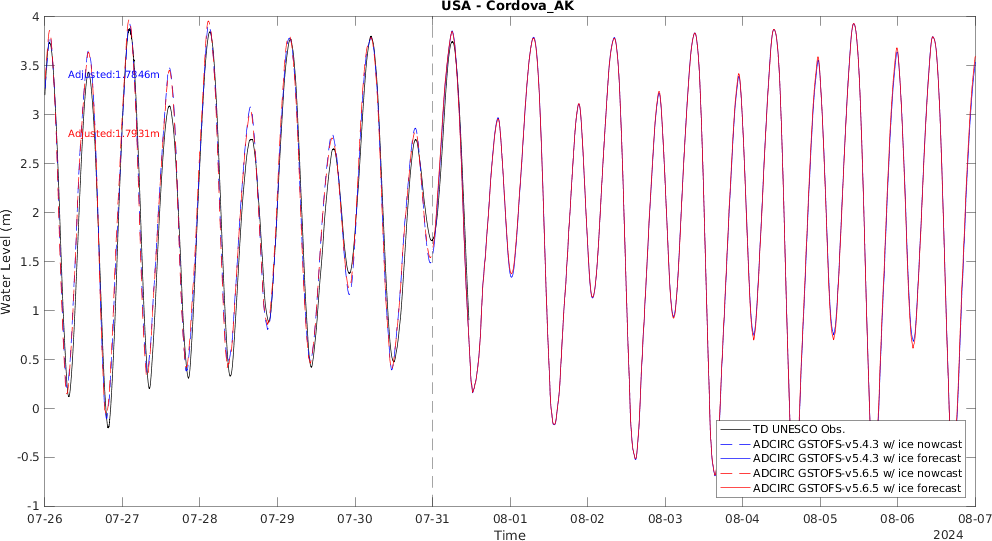 USA - Cordova_AK
4
3.5
3
2.5
2
1.5
1
0.5
0
-0.5
-1
Water Level (m)
Adjusted:1.7846m
Adjusted:1.7931m
TD UNESCO Obs.
ADCIRC GSTOFS-v5.4.3 w/ ice nowcast
ADCIRC GSTOFS-v5.4.3 w/ ice forecast
ADCIRC GSTOFS-v5.6.5 w/ ice nowcast
ADCIRC GSTOFS-v5.6.5 w/ ice forecast
07-26 07-27 07-28 07-29 07-30 07-31 08-01 08-02 08-03 08-04 08-05 08-06 08-07
Time
2024